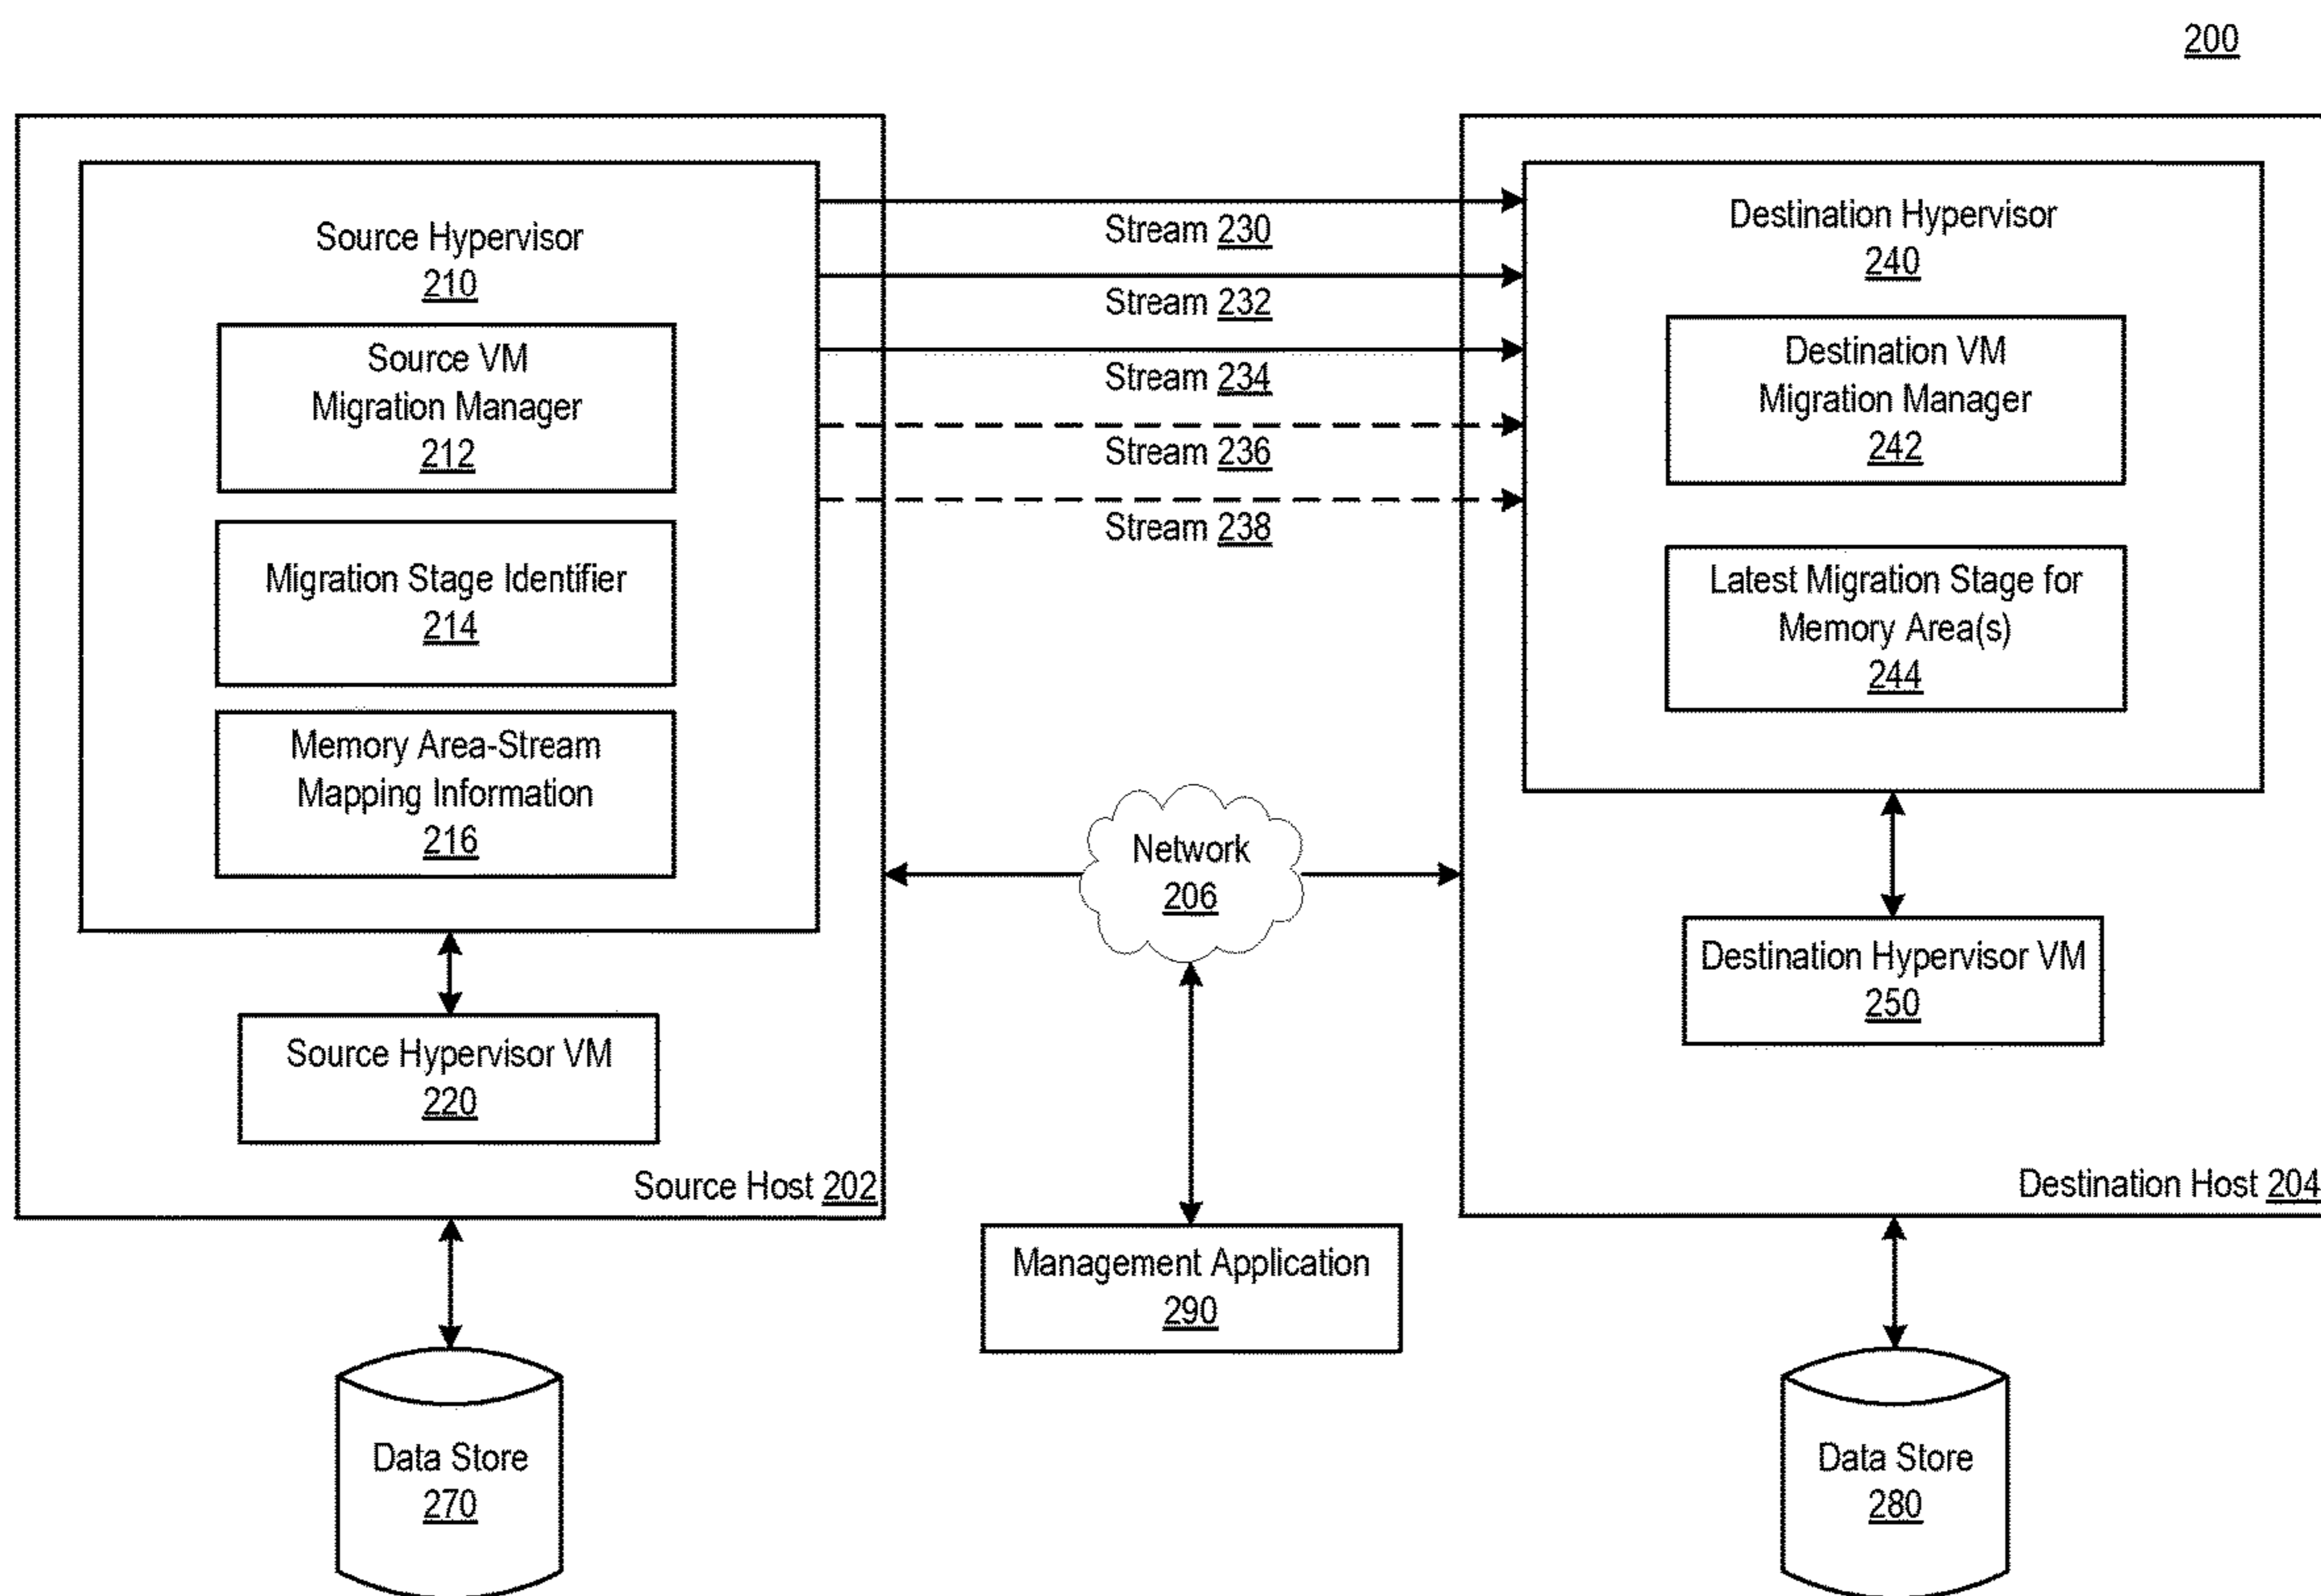 200
Source Hypervisor
210
Source VM
Migration Manager
212
Migration Stage Identifier
214
Memory Area-Stream
Mapping Information
216
Source Hypervisor VM
220
Source Host 202
Data Store
270
Stream 230
Stream 232
Stream 234
Stream 236
Stream 238
Network
206
Management Application
290
Destination Hypervisor
240
Destination VM
Migration Manager
242
Latest Migration Stage for
Memory Area(s)
244
Destination Hypervisor VM
250
Destination Host 204
Data Store
280